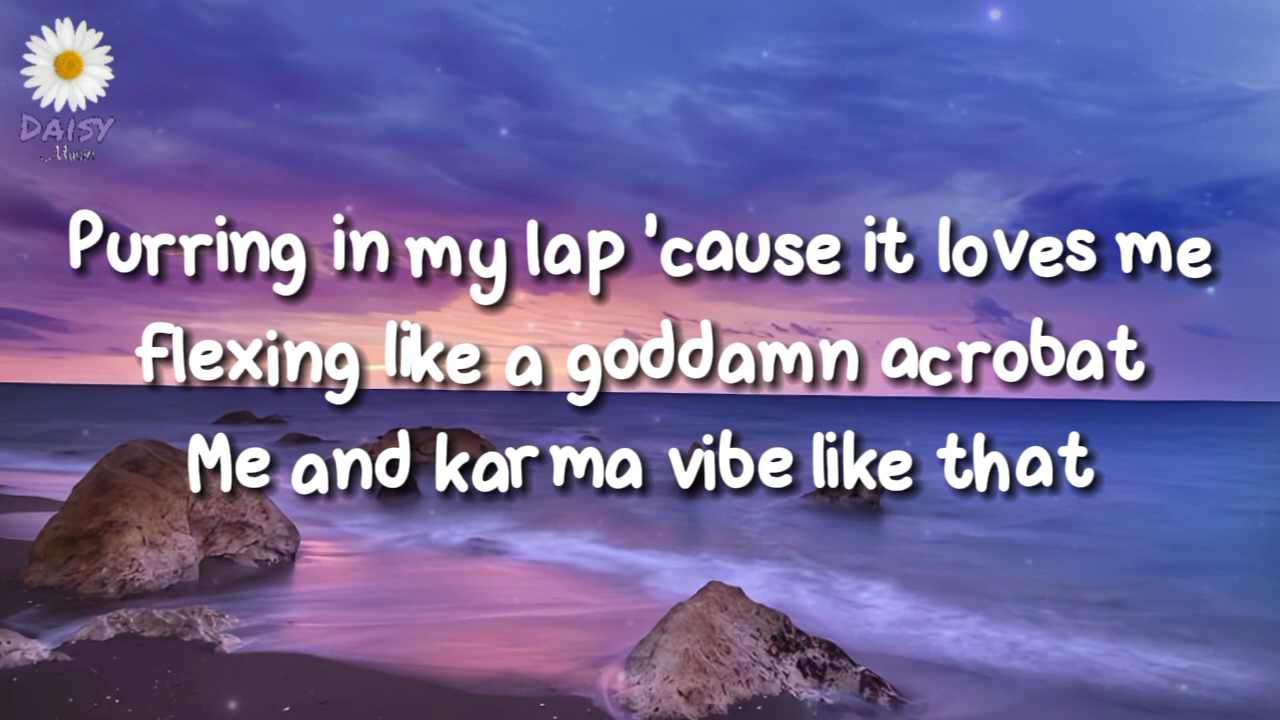 DAISY
Music
Purring in my lap 'cause it loves me
flexing like a goddamn acrobat
Me and karma vibe like that